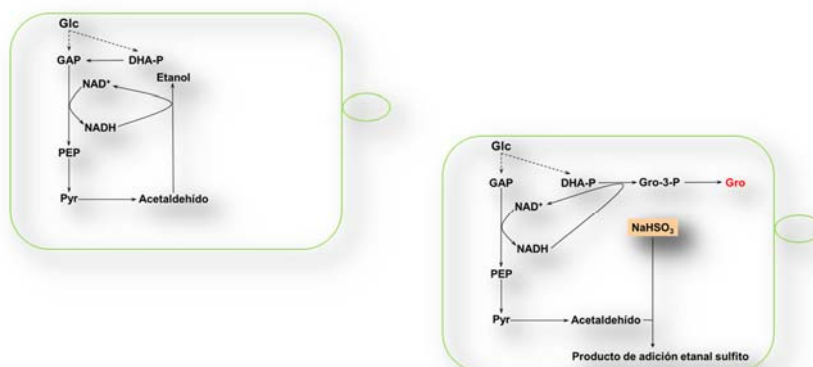 Glc
GAP
DHA-P
Etanol
NAD+
NADH
PEP
Pyr
Acetaldehído
Glc
GAP
DHA-P
Gro-3-P
Gro
NAD+
NaHSO3
NADH
PEP
Pyr
Acetaldehído
Producto de adición etanal sulfito